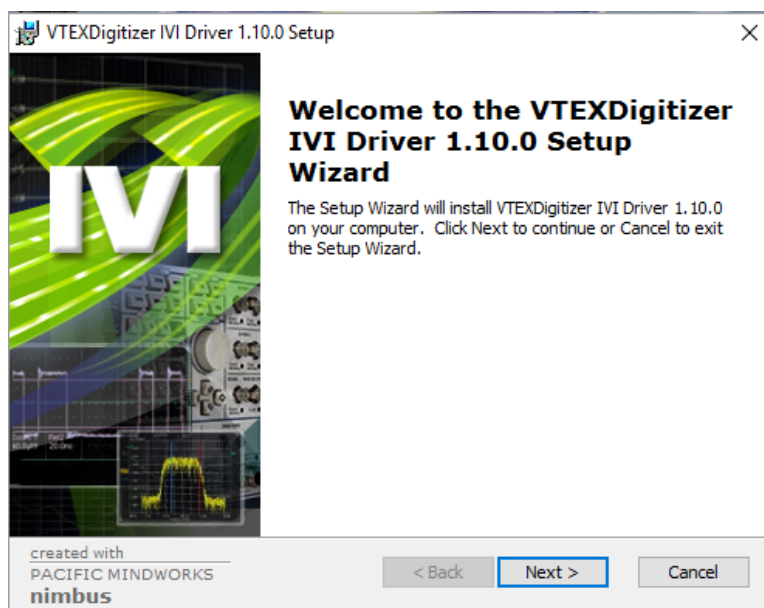 VTEXDigitizer IVI Driver 1.10.0 Setup
IVI
Welcome to the VTEXDigitizer
IVI Driver 1.10.0 Setup
Wizard
The Setup Wizard will install VTEXDigitizer IVI Driver 1.10.0
on your computer.  Click Next to continue or Cancel to exit
the Setup Wizard.
created with
PACIFIC MINDWORKS
nimbus
< Back
Next >
Cancel